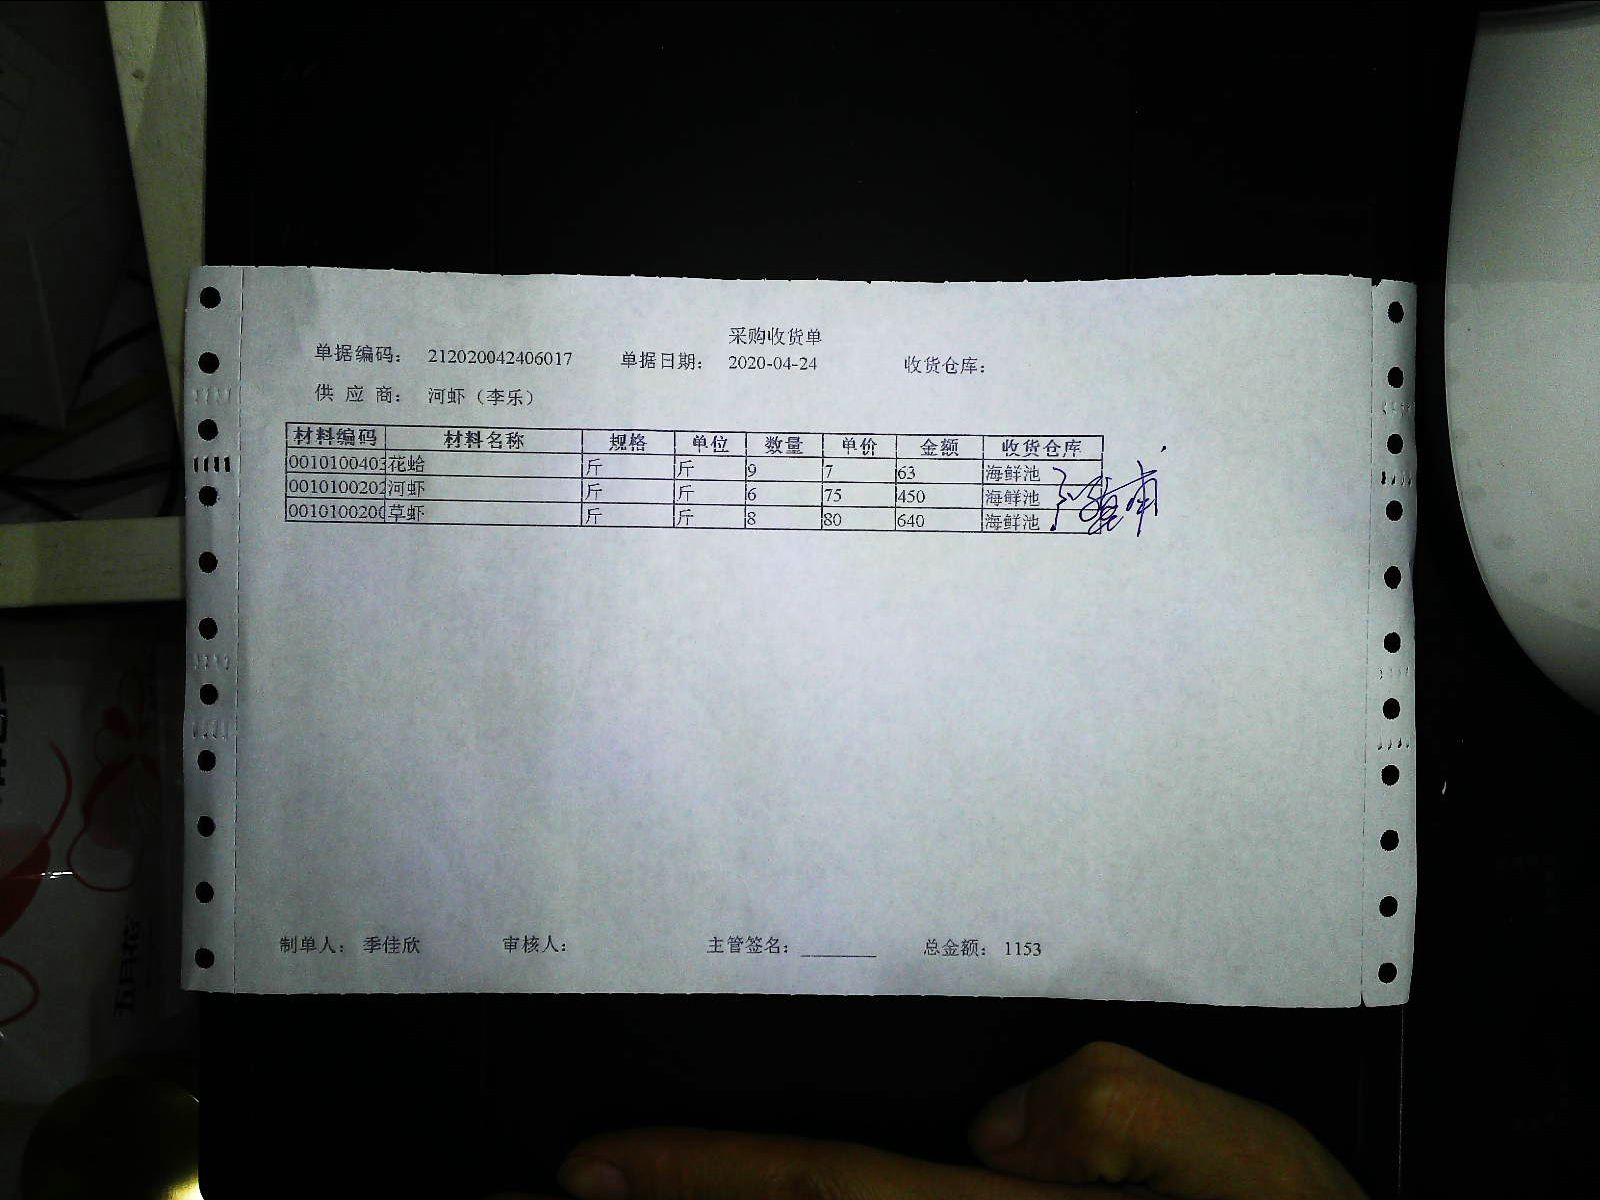 采购收货单
单据编码: 212020042406017 单据日期: 2020-04-24 收货仓库:
供 应 商: 河虾（李乐）
材料编码 材料名称 规格 单位 数量 单价 金额 收货仓库
0010100403 花蛤 斤 斤 9 7 63 海鲜池
0010100202 河虾 斤 斤 6 75 450 海鲜池
0010100200 草虾 斤 斤 8 80 640 海鲜池
制单人: 季佳欣 审核人: 主管签名: 总金额: 1153